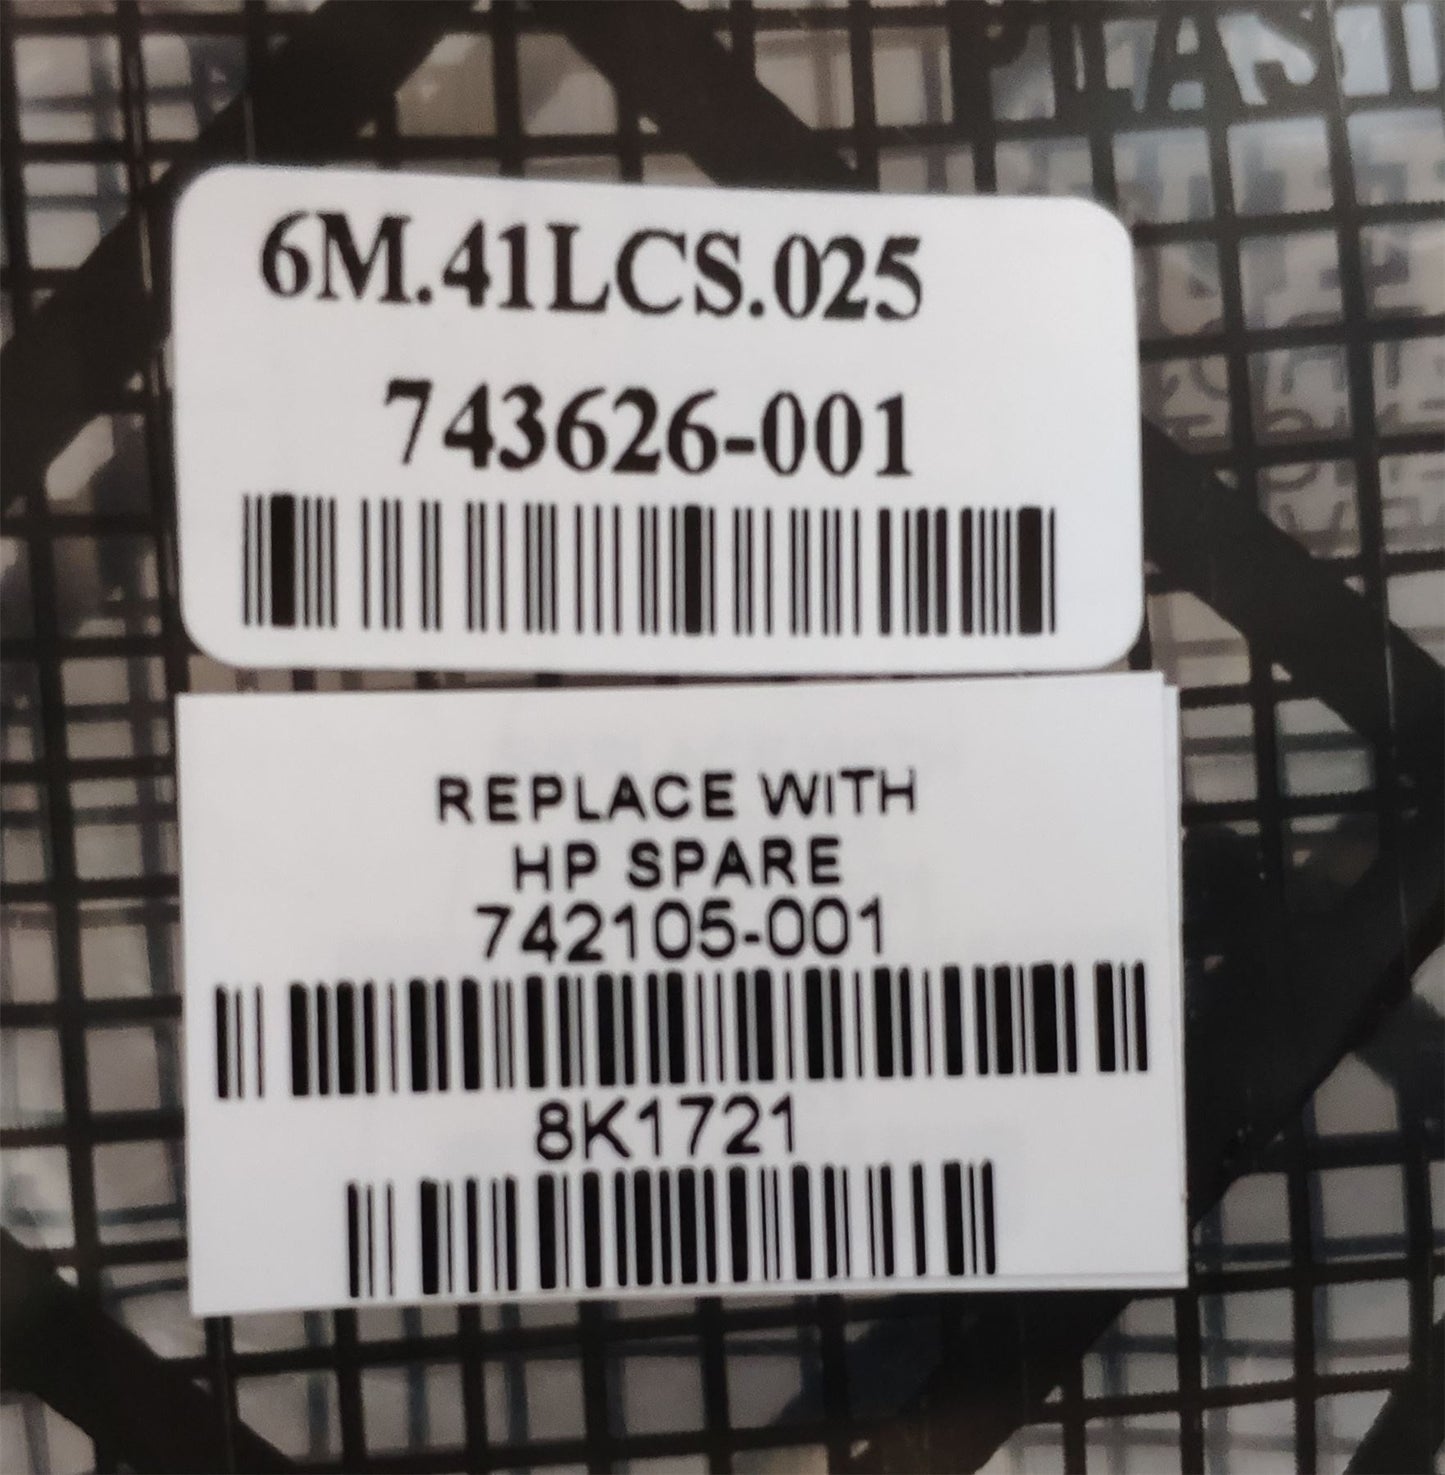 6M.41LCS.025
743626-001
REPLACE WITH
HP SPARE
742105-001
8K1721